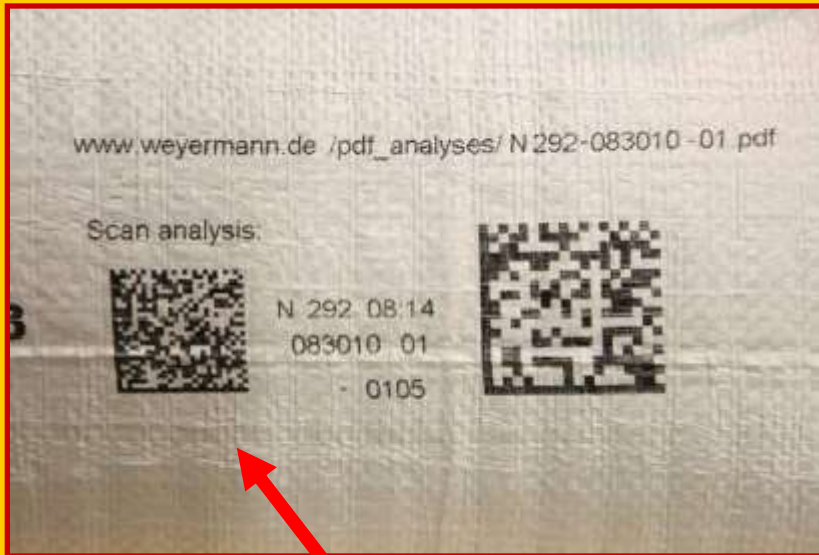 www.weyermann.de /pdf_analyses/ N 292-083010 -01 pdf
Scan analysis:
N 292 08:14
083010 01
- 0105